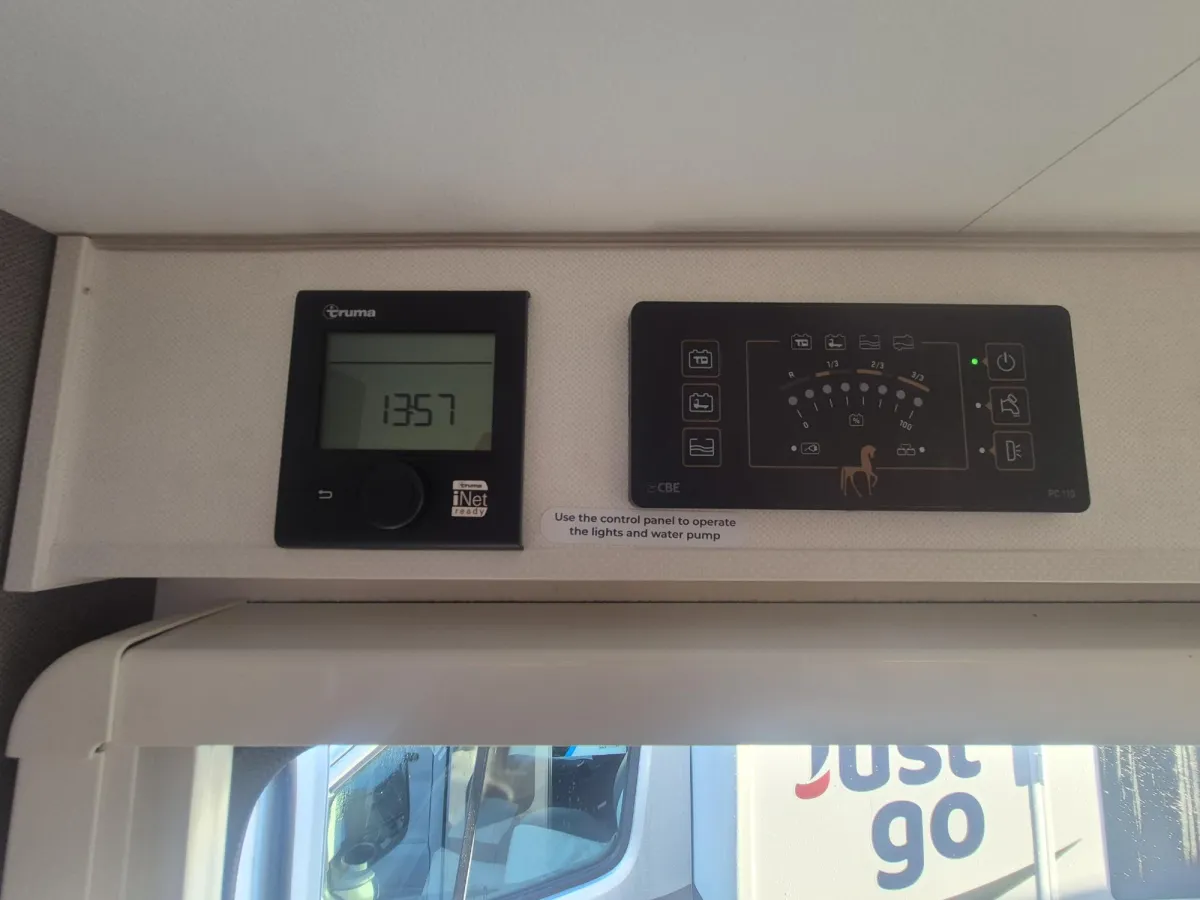 truma
13:57
truma
iNet
ready
R 1/3 2/3 3/3
0 % 100
CBE
PC 110
Use the control panel to operate
the lights and water pump
Just
go